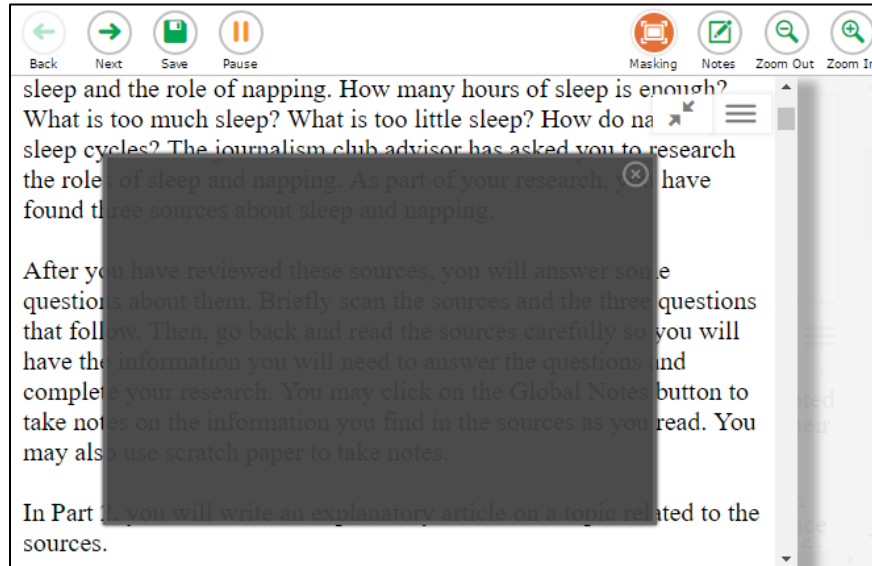 Back Next Save Pause Masking Notes Zoom Out Zoom In
sleep and the role of napping. How many hours of sleep is enough?
What is too much sleep? What is too little sleep? How do na
sleep cycles? The journalism club advisor has asked you to research
the roles of sleep and napping. As part of your research, you have
found three sources about sleep and napping.
After you have reviewed these sources, you will answer some
questions about them. Briefly scan the sources and the three questions
that follow. Then, go back and read the sources carefully so you will
have the information you will need to answer the questions and
complete your research. You may click on the Global Notes button to
take notes on the information you find in the sources as you read. You
may also use scratch paper to take notes.
In Part 2, you will write an explanatory article on a topic related to the
sources.